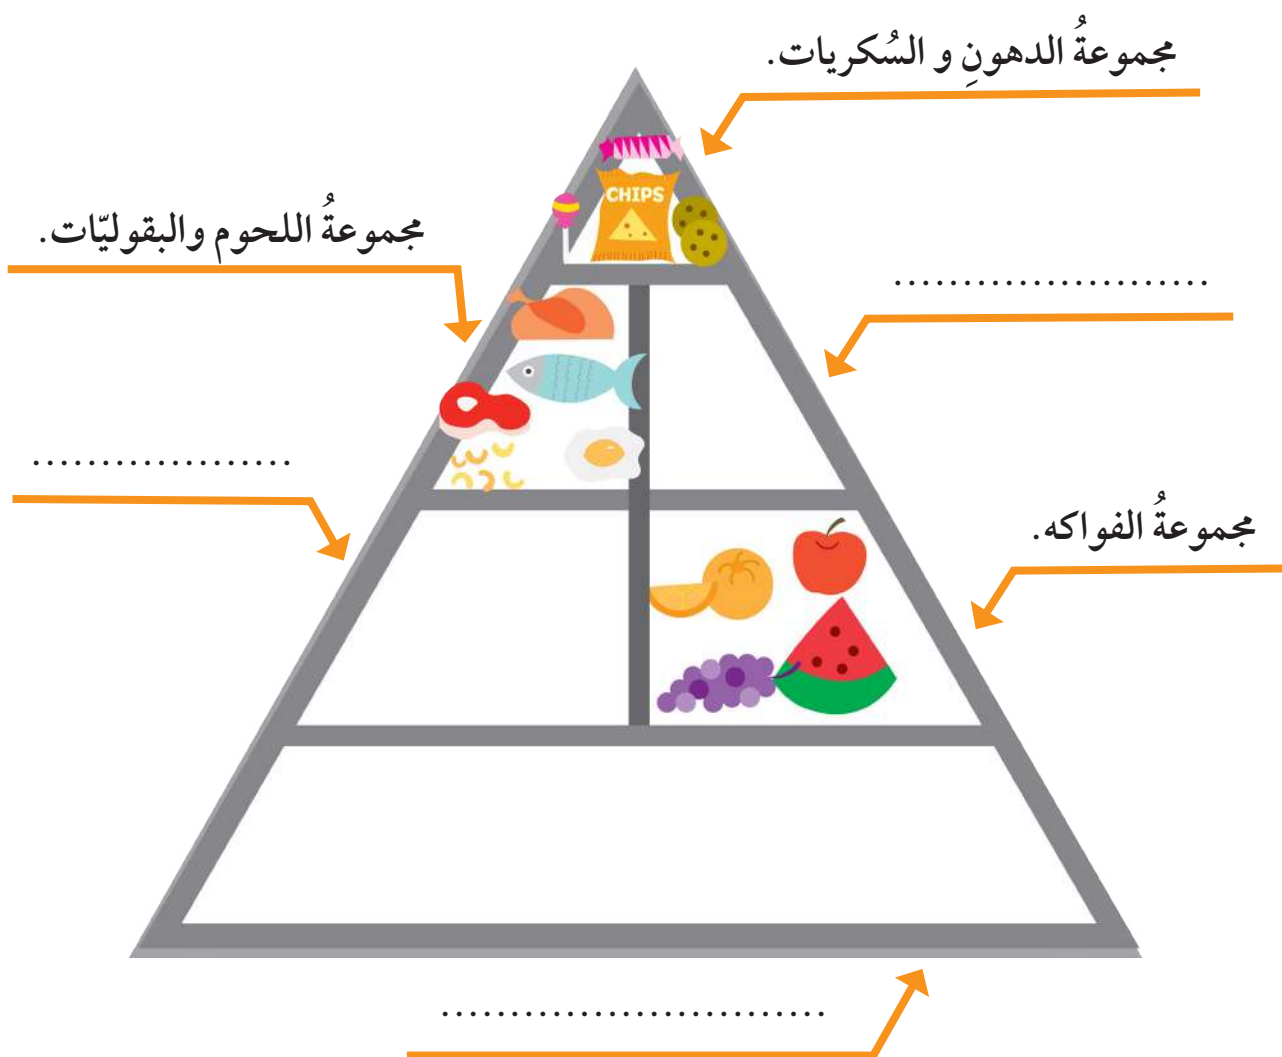 مجموعةُ الدهونِ و السُكريات.
CHIPS
مجموعةُ اللحوم والبقوليّات.
.......................
...................
مجموعةُ الفواكه.
............................